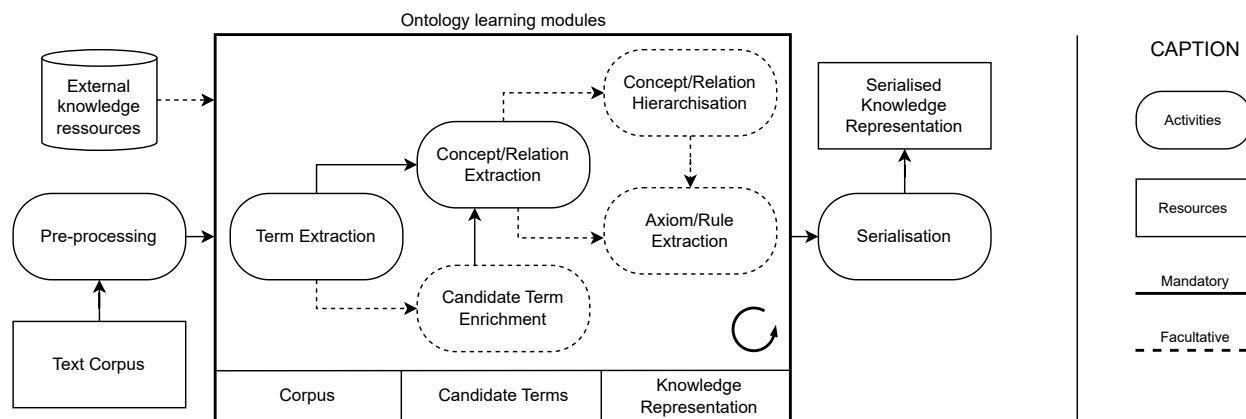 Ontology learning modules
External
knowledge
ressources
Pre-processing
Text Corpus
Term Extraction
Concept/Relation
Extraction
Candidate Term
Enrichment
Concept/Relation
Hierarchisation
Axiom/Rule
Extraction
Corpus
Candidate Terms
Knowledge
Representation
Serialised
Knowledge
Representation
Serialisation
CAPTION
Activities
Resources
Mandatory
Facultative